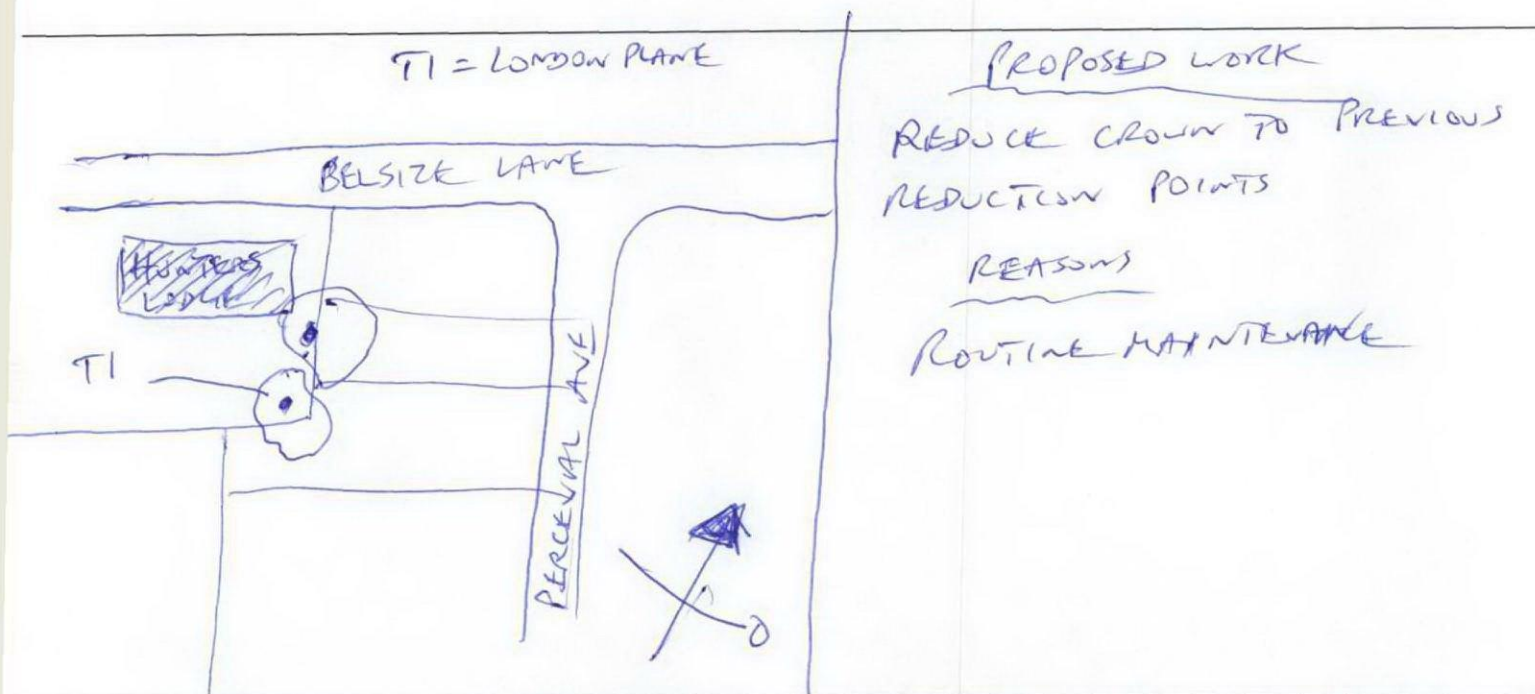 T1 = LONDON PLANE
BELSIZE LANE
HUNTERS
LODGE
T1
PERCEVAL AVE
PROPOSED WORK
REDUCE CROWN TO PREVIOUS
REDUCTION POINTS
REASONS
ROUTINE MAINTENANCE